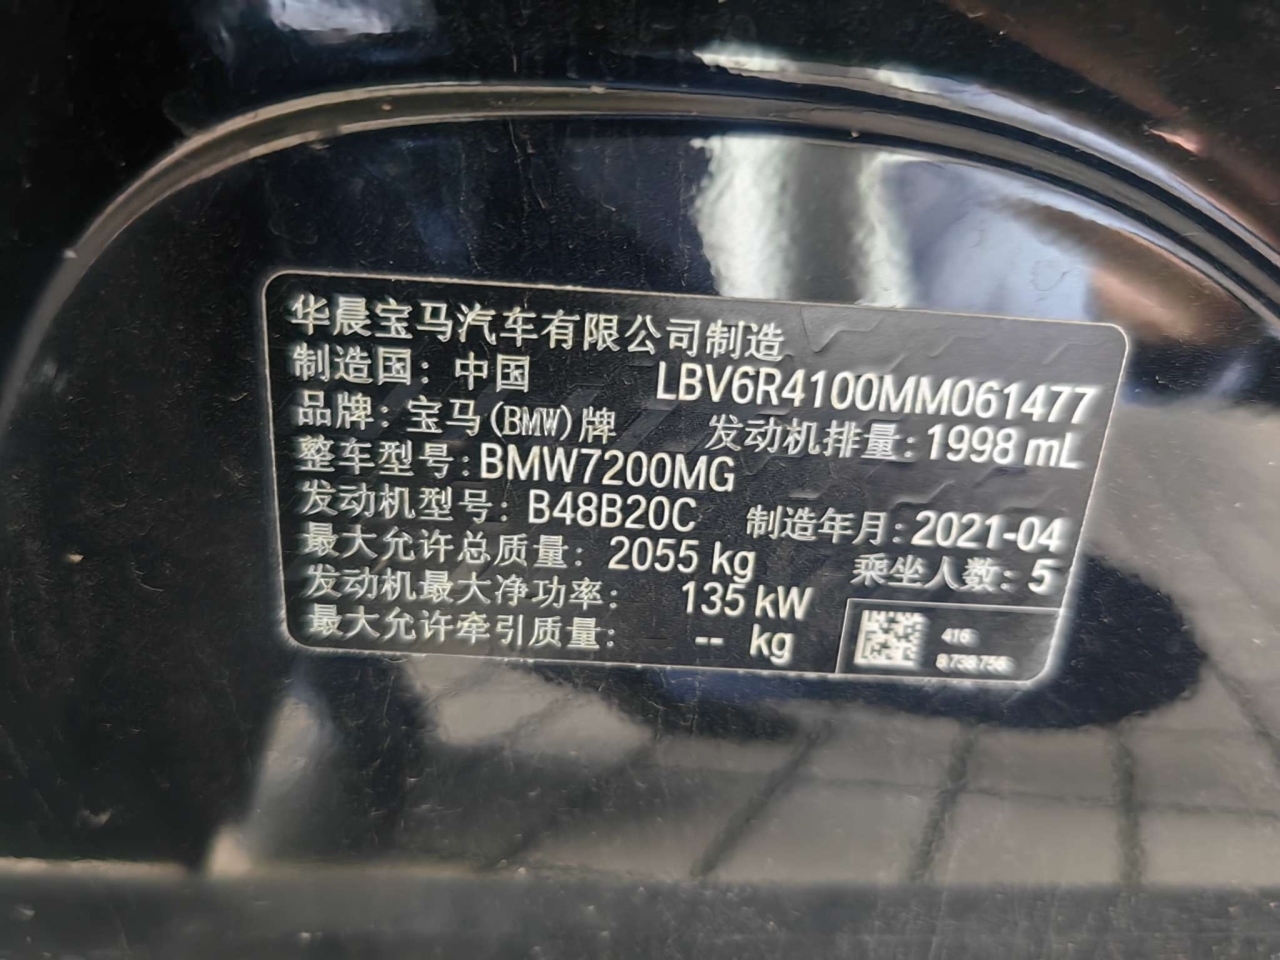 华晨宝马汽车有限公司制造
制造国：中国 LBV6R4100MM061477
品牌：宝马(BMW)牌 发动机排量：1998 mL
整车型号：BMW7200MG
发动机型号：B48B20C 制造年月：2021-04
最大允许总质量：2055 kg 乘坐人数：5
发动机最大净功率：135 kW
最大允许牵引质量：-- kg
416
8738756